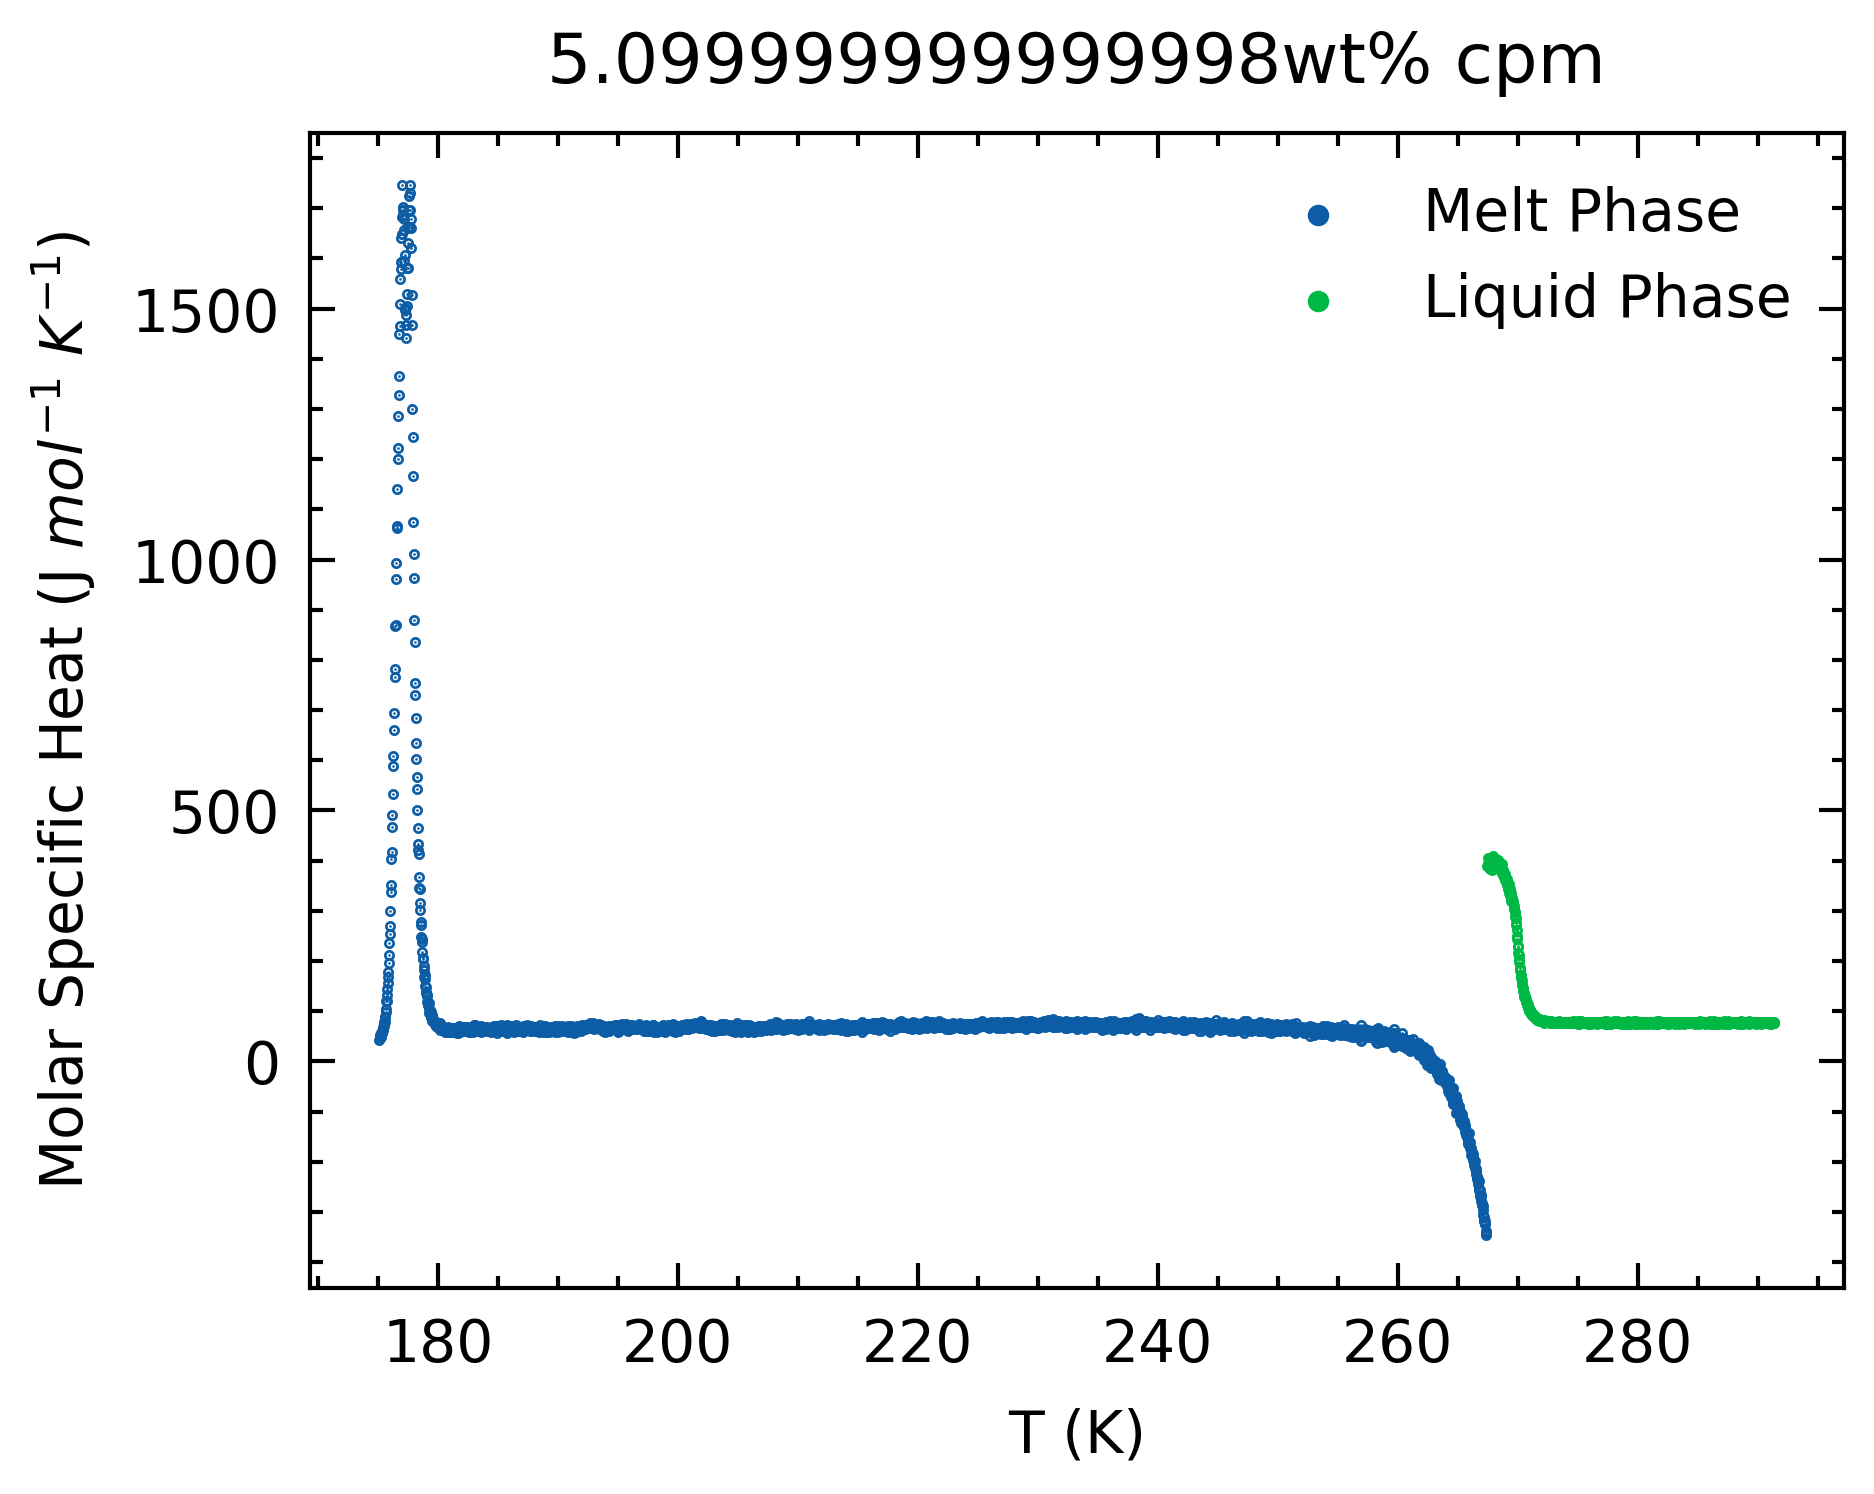 5.099999999999998wt% cpm
Molar Specific Heat (J mol⁻¹ K⁻¹)
1500
1000
500
0
Melt Phase
Liquid Phase
180 200 220 240 260 280
T (K)